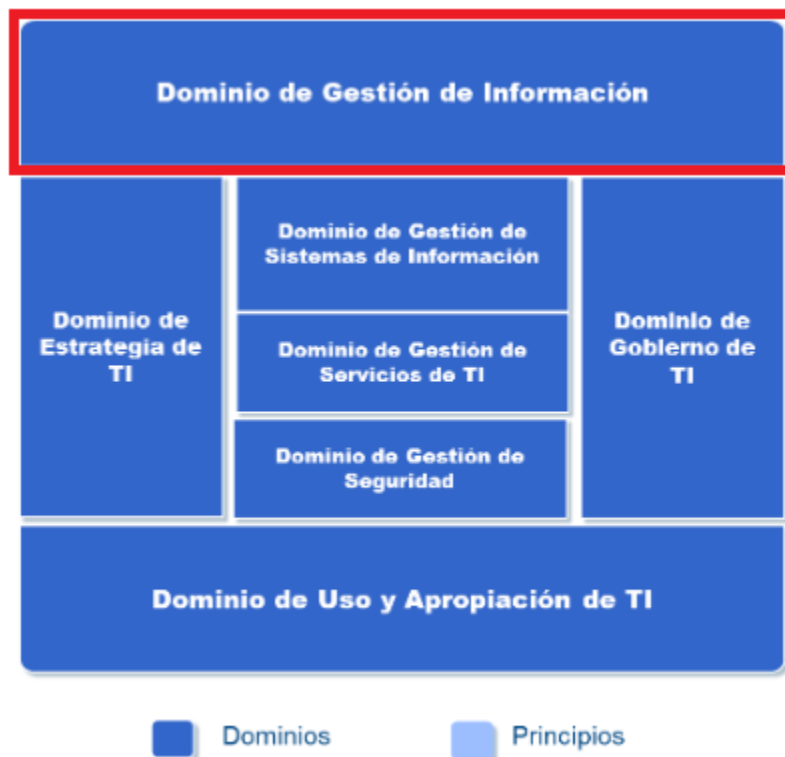 Dominio de Gestión de Información
Dominio de Estrategia de TI
Dominio de Gestión de
Sistemas de Información
Dominio de Gestión de
Servicios de TI
Dominio de Gestión de
Seguridad
Dominio de
Gobierno de
TI
Dominio de Uso y Apropiación de TI
Dominios
Principios